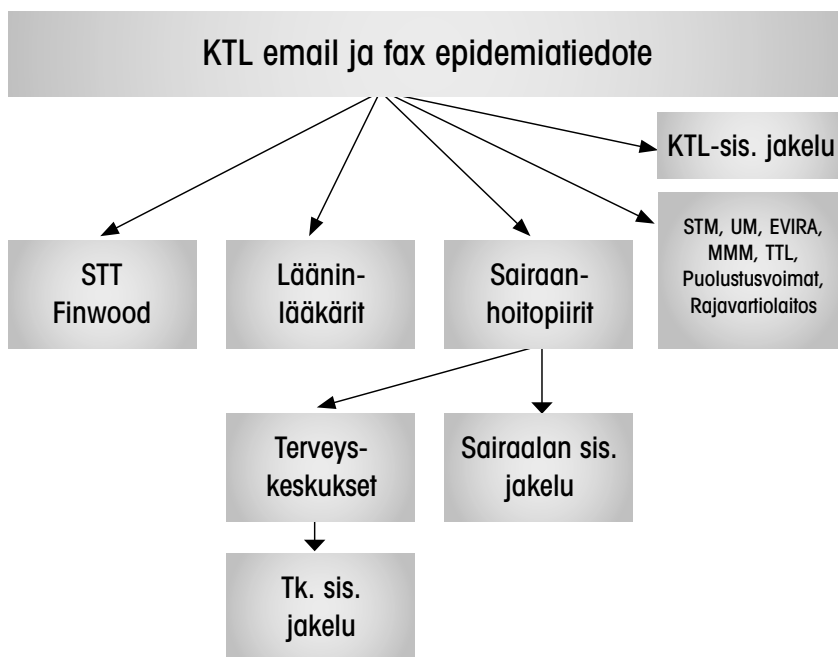 KTL email ja fax epidemiatiedote
KTL-sis. jakelu
STT
Finwood
Läänin-
lääkärit
Sairaan-
hoitopiirit
STM, UM, EVIRA,
MMM, TTL,
Puolustusvoimat,
Rajavartiolaitos
Terveys-
keskukset
Sairaalan sis.
jakelu
Tk. sis.
jakelu